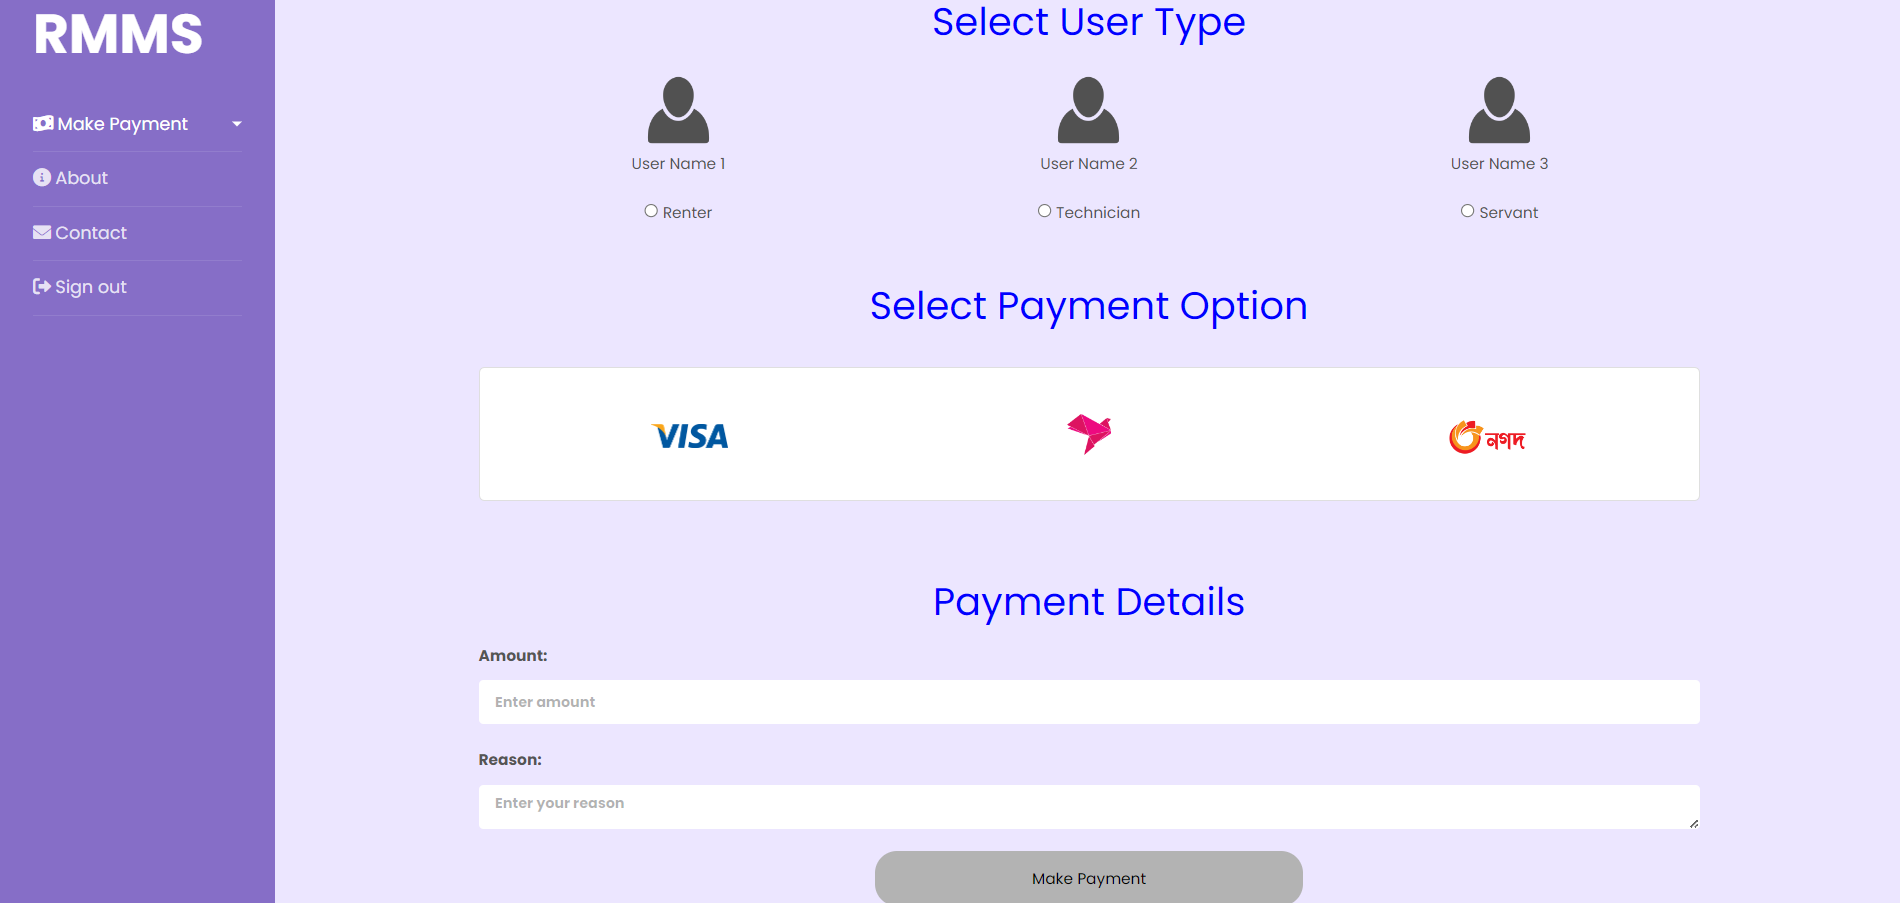 RMMS
Make Payment
About
Contact
Sign out
Select User Type
User Name 1
User Name 2
User Name 3
Renter
Technician
Servant
Select Payment Option
VISA
নগদ
Payment Details
Amount:
Enter amount
Reason:
Enter your reason
Make Payment